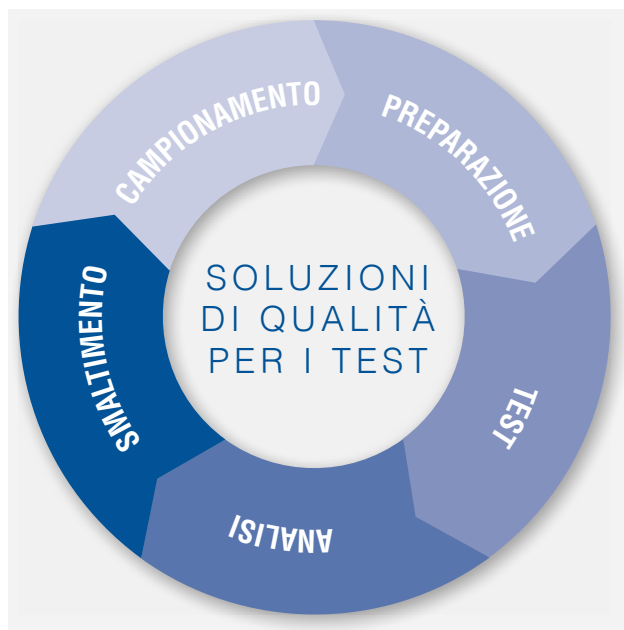 CAMPIONAMENTO
PREPARAZIONE
TEST
ANALISI
SMALTIMENTO
SOLUZIONI
DI QUALITÀ
PER I TEST